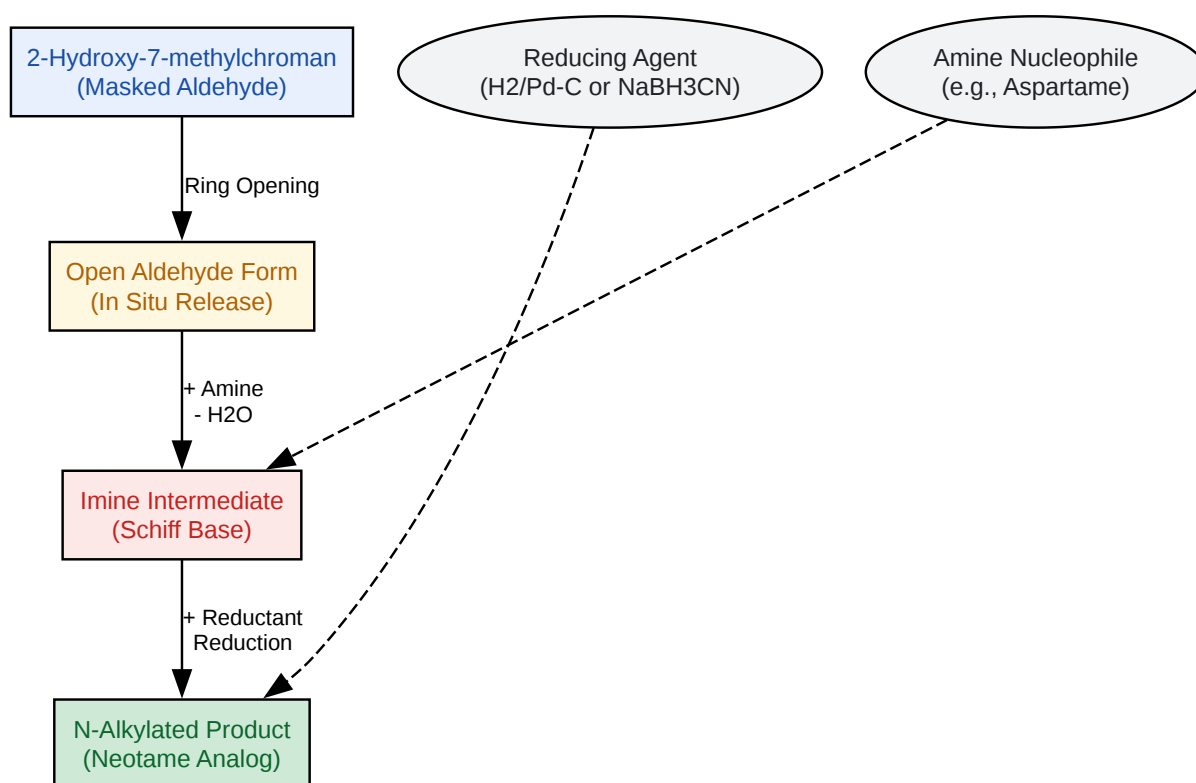 2-Hydroxy-7-methylchroman
(Masked Aldehyde)
Reducing Agent
(H2/Pd-C or NaBH3CN)
Amine Nucleophile
(e.g., Aspartame)
Ring Opening
Open Aldehyde Form
(In Situ Release)
+ Amine
- H2O
Imine Intermediate
(Schiff Base)
+ Reductant
Reduction
N-Alkylated Product
(Neotame Analog)